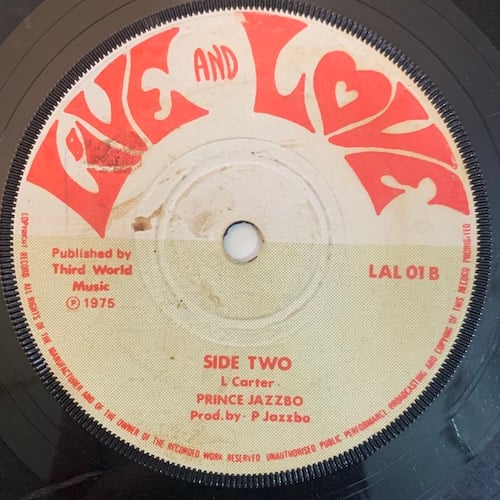 LIVE AND LOVE
Published by
Third World
Music
℗ 1975
LAL 01 B
SIDE TWO
L Carter.
PRINCE JAZZBO
Prod. by · P Jazzbo
COPYRIGHT RECORD. ALL RIGHTS OF THE MANUFACTURER AND OF THE OWNER OF THE RECORDED WORK RESERVED UNAUTHORISED PUBLIC PERFORMANCE, BROADCASTING AND COPYING OF THIS RECORD PROHIBITED